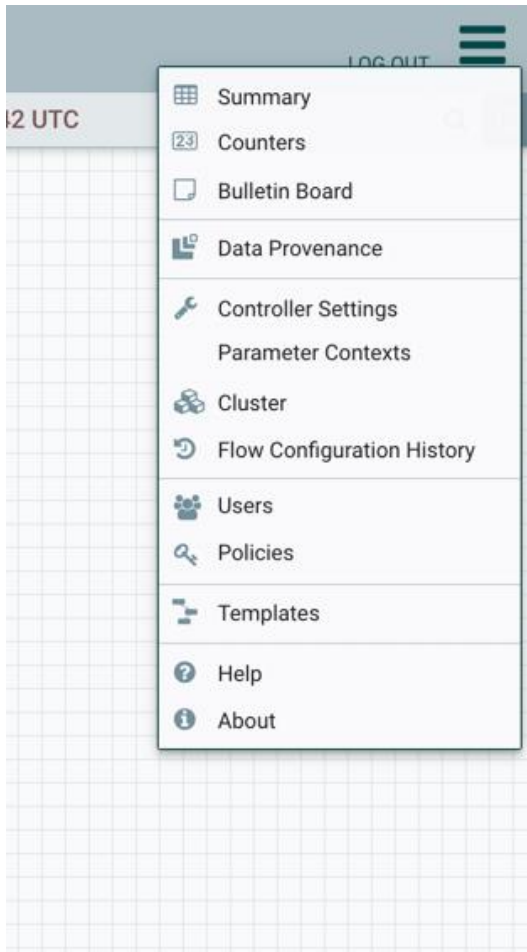 LOG OUT
42 UTC
Summary
23
Counters
Bulletin Board
Data Provenance
Controller Settings
Parameter Contexts
Cluster
Flow Configuration History
Users
Policies
Templates
Help
About